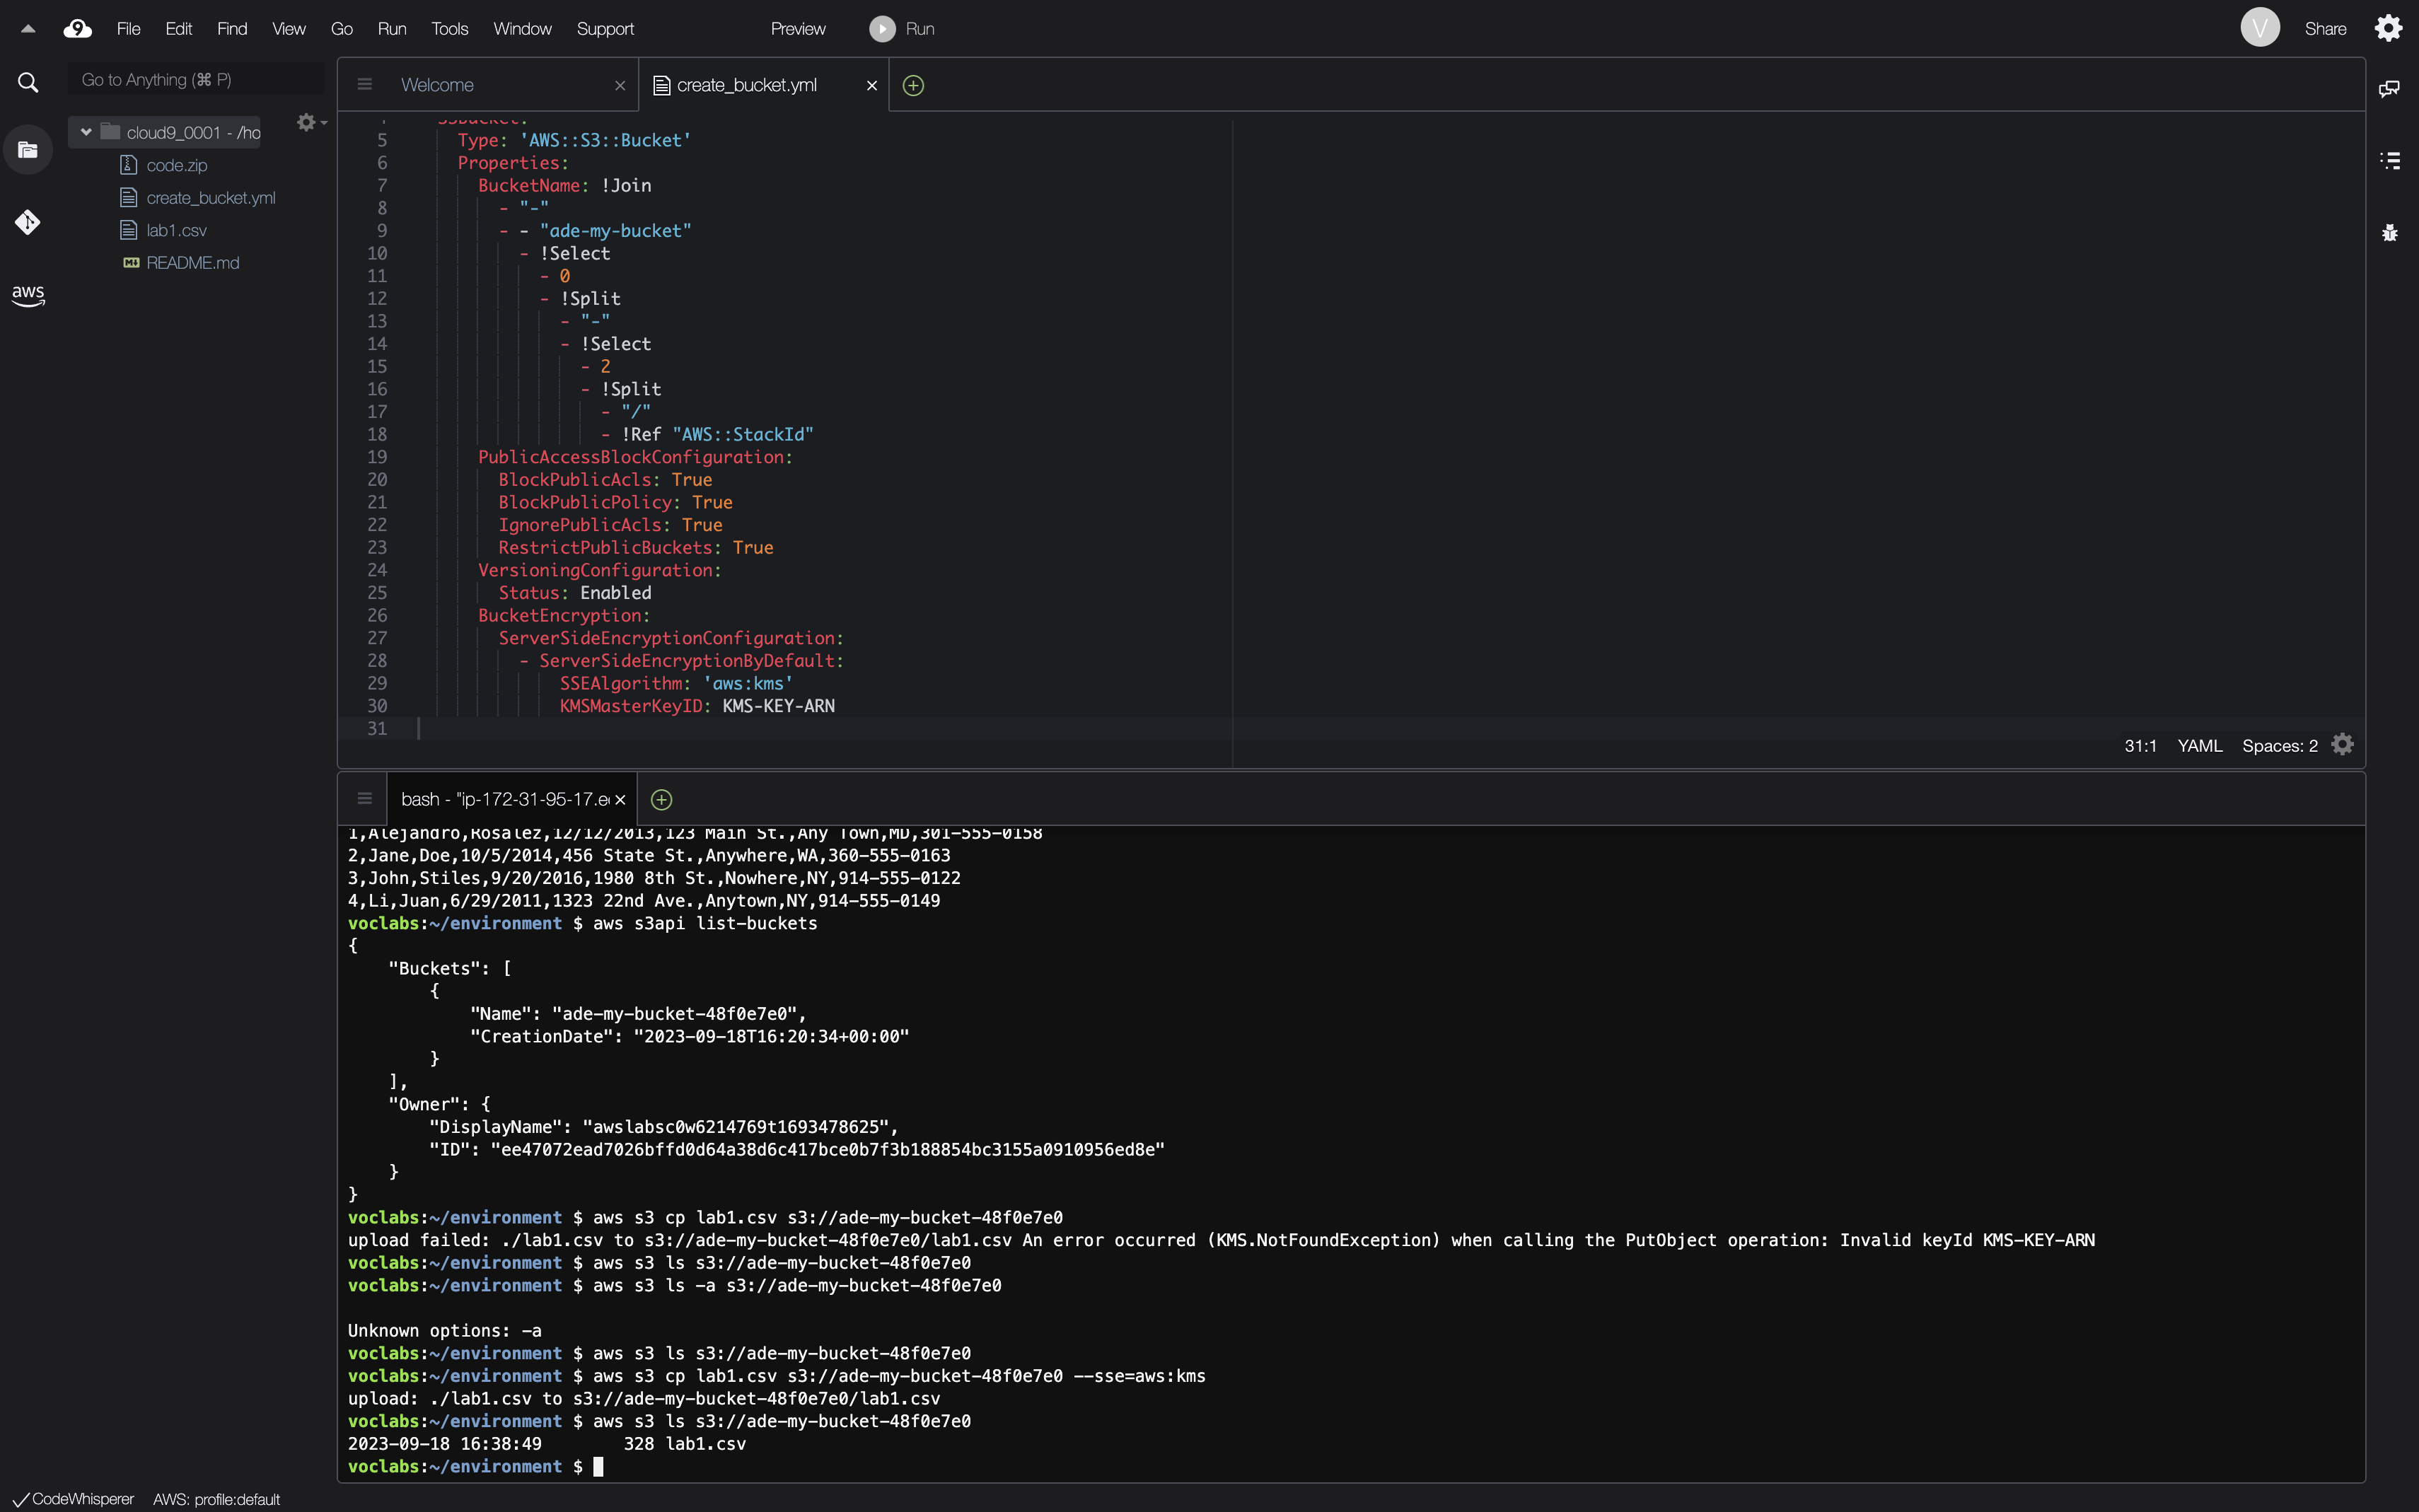 File Edit Find View Go Run Tools Window Support Preview Run V Share
Go to Anything (⌘ P)
cloud9_0001 - /ho
code.zip
create_bucket.yml
lab1.csv
README.md
aws
Welcome
create_bucket.yml
S3Bucket:
5 Type: 'AWS::S3::Bucket'
6 Properties:
7 BucketName: !Join
8 - "-"
9 - - "ade-my-bucket"
10 - !Select
11 - 0
12 - !Split
13 - "-"
14 - !Select
15 - 2
16 - !Split
17 - "/"
18 - !Ref "AWS::StackId"
19 PublicAccessBlockConfiguration:
20 BlockPublicAcls: True
21 BlockPublicPolicy: True
22 IgnorePublicAcls: True
23 RestrictPublicBuckets: True
24 VersioningConfiguration:
25 Status: Enabled
26 BucketEncryption:
27 ServerSideEncryptionConfiguration:
28 - ServerSideEncryptionByDefault:
29 SSEAlgorithm: 'aws:kms'
30 KMSMasterKeyID: KMS-KEY-ARN
31
31:1 YAML Spaces: 2
bash - "ip-172-31-95-17.e
1,Alejandro,Rosalez,12/12/2013,123 Main St.,Any Town,MD,301-555-0158
2,Jane,Doe,10/5/2014,456 State St.,Anywhere,WA,360-555-0163
3,John,Stiles,9/20/2016,1980 8th St.,Nowhere,NY,914-555-0122
4,Li,Juan,6/29/2011,1323 22nd Ave.,Anytown,NY,914-555-0149
voclabs:~/environment $ aws s3api list-buckets
{
"Buckets": [
{
"Name": "ade-my-bucket-48f0e7e0",
"CreationDate": "2023-09-18T16:20:34+00:00"
}
],
"Owner": {
"DisplayName": "awslabsc0w6214769t1693478625",
"ID": "ee47072ead7026bffd0d64a38d6c417bce0b7f3b188854bc3155a0910956ed8e"
}
}
voclabs:~/environment $ aws s3 cp lab1.csv s3://ade-my-bucket-48f0e7e0
upload failed: ./lab1.csv to s3://ade-my-bucket-48f0e7e0/lab1.csv An error occurred (KMS.NotFoundException) when calling the PutObject operation: Invalid keyId KMS-KEY-ARN
voclabs:~/environment $ aws s3 ls s3://ade-my-bucket-48f0e7e0
voclabs:~/environment $ aws s3 ls -a s3://ade-my-bucket-48f0e7e0
Unknown options: -a
voclabs:~/environment $ aws s3 ls s3://ade-my-bucket-48f0e7e0
voclabs:~/environment $ aws s3 cp lab1.csv s3://ade-my-bucket-48f0e7e0 --sse=aws:kms
upload: ./lab1.csv to s3://ade-my-bucket-48f0e7e0/lab1.csv
voclabs:~/environment $ aws s3 ls s3://ade-my-bucket-48f0e7e0
2023-09-18 16:38:49 328 lab1.csv
voclabs:~/environment $
CodeWhisperer AWS: profile:default